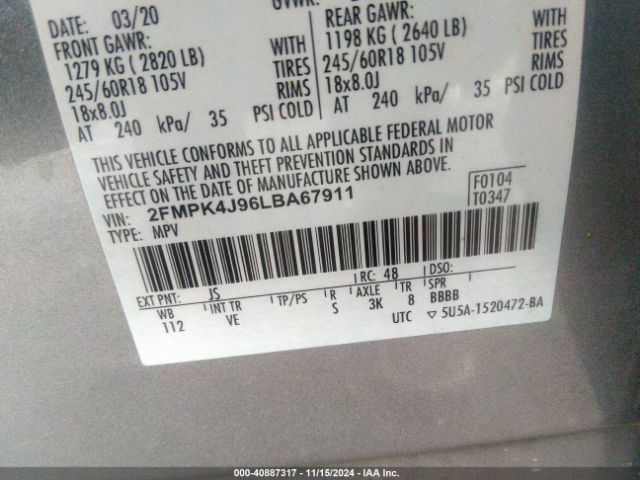 DATE: 03/20
FRONT GAWR:
1279 KG ( 2820 LB)
245/60R18 105V
18x8.0J
AT 240 kPa/ 35 PSI COLD
WITH
TIRES
RIMS
REAR GAWR:
1198 KG ( 2640 LB)
245/60R18 105V
18x8.0J
AT 240 kPa/ 35 PSI COLD
WITH
TIRES
RIMS
THIS VEHICLE CONFORMS TO ALL APPLICABLE FEDERAL MOTOR
VEHICLE SAFETY AND THEFT PREVENTION STANDARDS IN
EFFECT ON THE DATE OF MANUFACTURE SHOWN ABOVE.
VIN: 2FMPK4J96LBA67911
TYPE: MPV
F0104
T0347
EXT PNT: JS RC: 48 DSO:
WB INT TR TP/PS R AXLE TR SPR
112 VE S 3K 8 BBBB
UTC ▽ 5U5A-1520472-BA
000-40887317 - 11/15/2024 - IAA Inc.